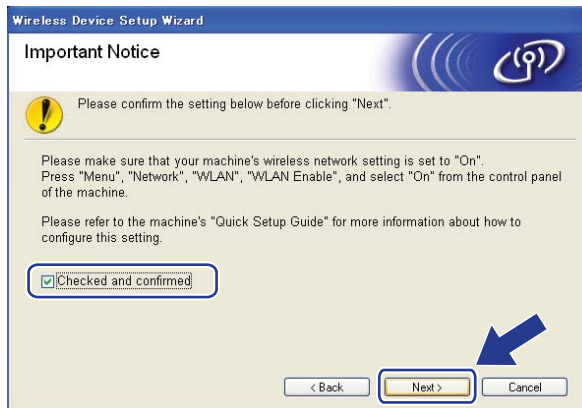 Wireless Device Setup Wizard
Important Notice
Please confirm the setting below before clicking "Next".
Please make sure that your machine's wireless network setting is set to "On".
Press "Menu", "Network", "WLAN", "WLAN Enable", and select "On" from the control panel
of the machine.
Please refer to the machine's "Quick Setup Guide" for more information about how to
configure this setting.
Checked and confirmed
< Back Next > Cancel